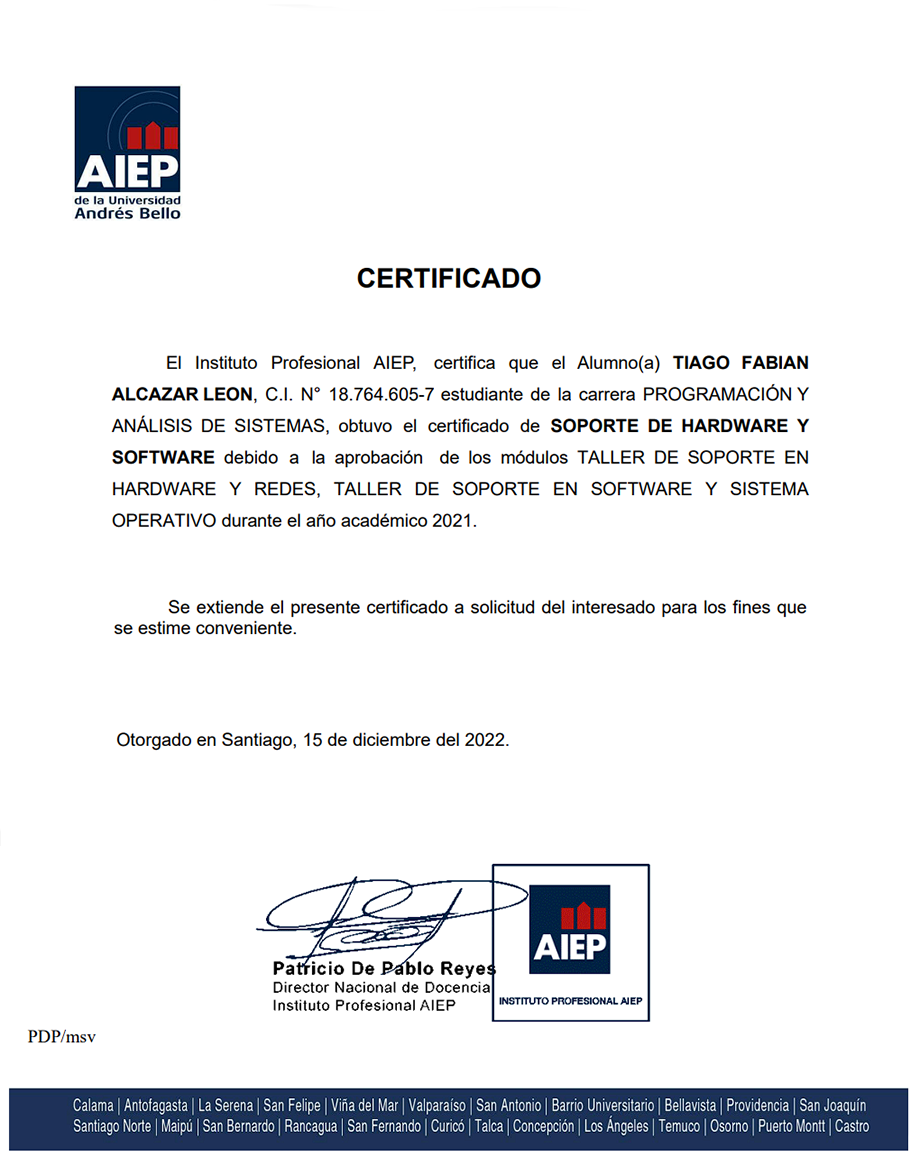 AIEP
de la Universidad
Andrés Bello
CERTIFICADO
El Instituto Profesional AIEP, certifica que el Alumno(a) TIAGO FABIAN
ALCAZAR LEON, C.I. N° 18.764.605-7 estudiante de la carrera PROGRAMACIÓN Y
ANÁLISIS DE SISTEMAS, obtuvo el certificado de SOPORTE DE HARDWARE Y
SOFTWARE debido a la aprobación de los módulos TALLER DE SOPORTE EN
HARDWARE Y REDES, TALLER DE SOPORTE EN SOFTWARE Y SISTEMA
OPERATIVO durante el año académico 2021.
Se extiende el presente certificado a solicitud del interesado para los fines que
se estime conveniente.
Otorgado en Santiago, 15 de diciembre del 2022.
Patricio De Pablo Reyes
Director Nacional de Docencia
Instituto Profesional AIEP
AIEP
INSTITUTO PROFESIONAL AIEP
PDP/msv
Calama | Antofagasta | La Serena | San Felipe | Viña del Mar | Valparaíso | San Antonio | Barrio Universitario | Bellavista | Providencia | San Joaquín
Santiago Norte | Maipú | San Bernardo | Rancagua | San Fernando | Curicó | Talca | Concepción | Los Ángeles | Temuco | Osorno | Puerto Montt | Castro